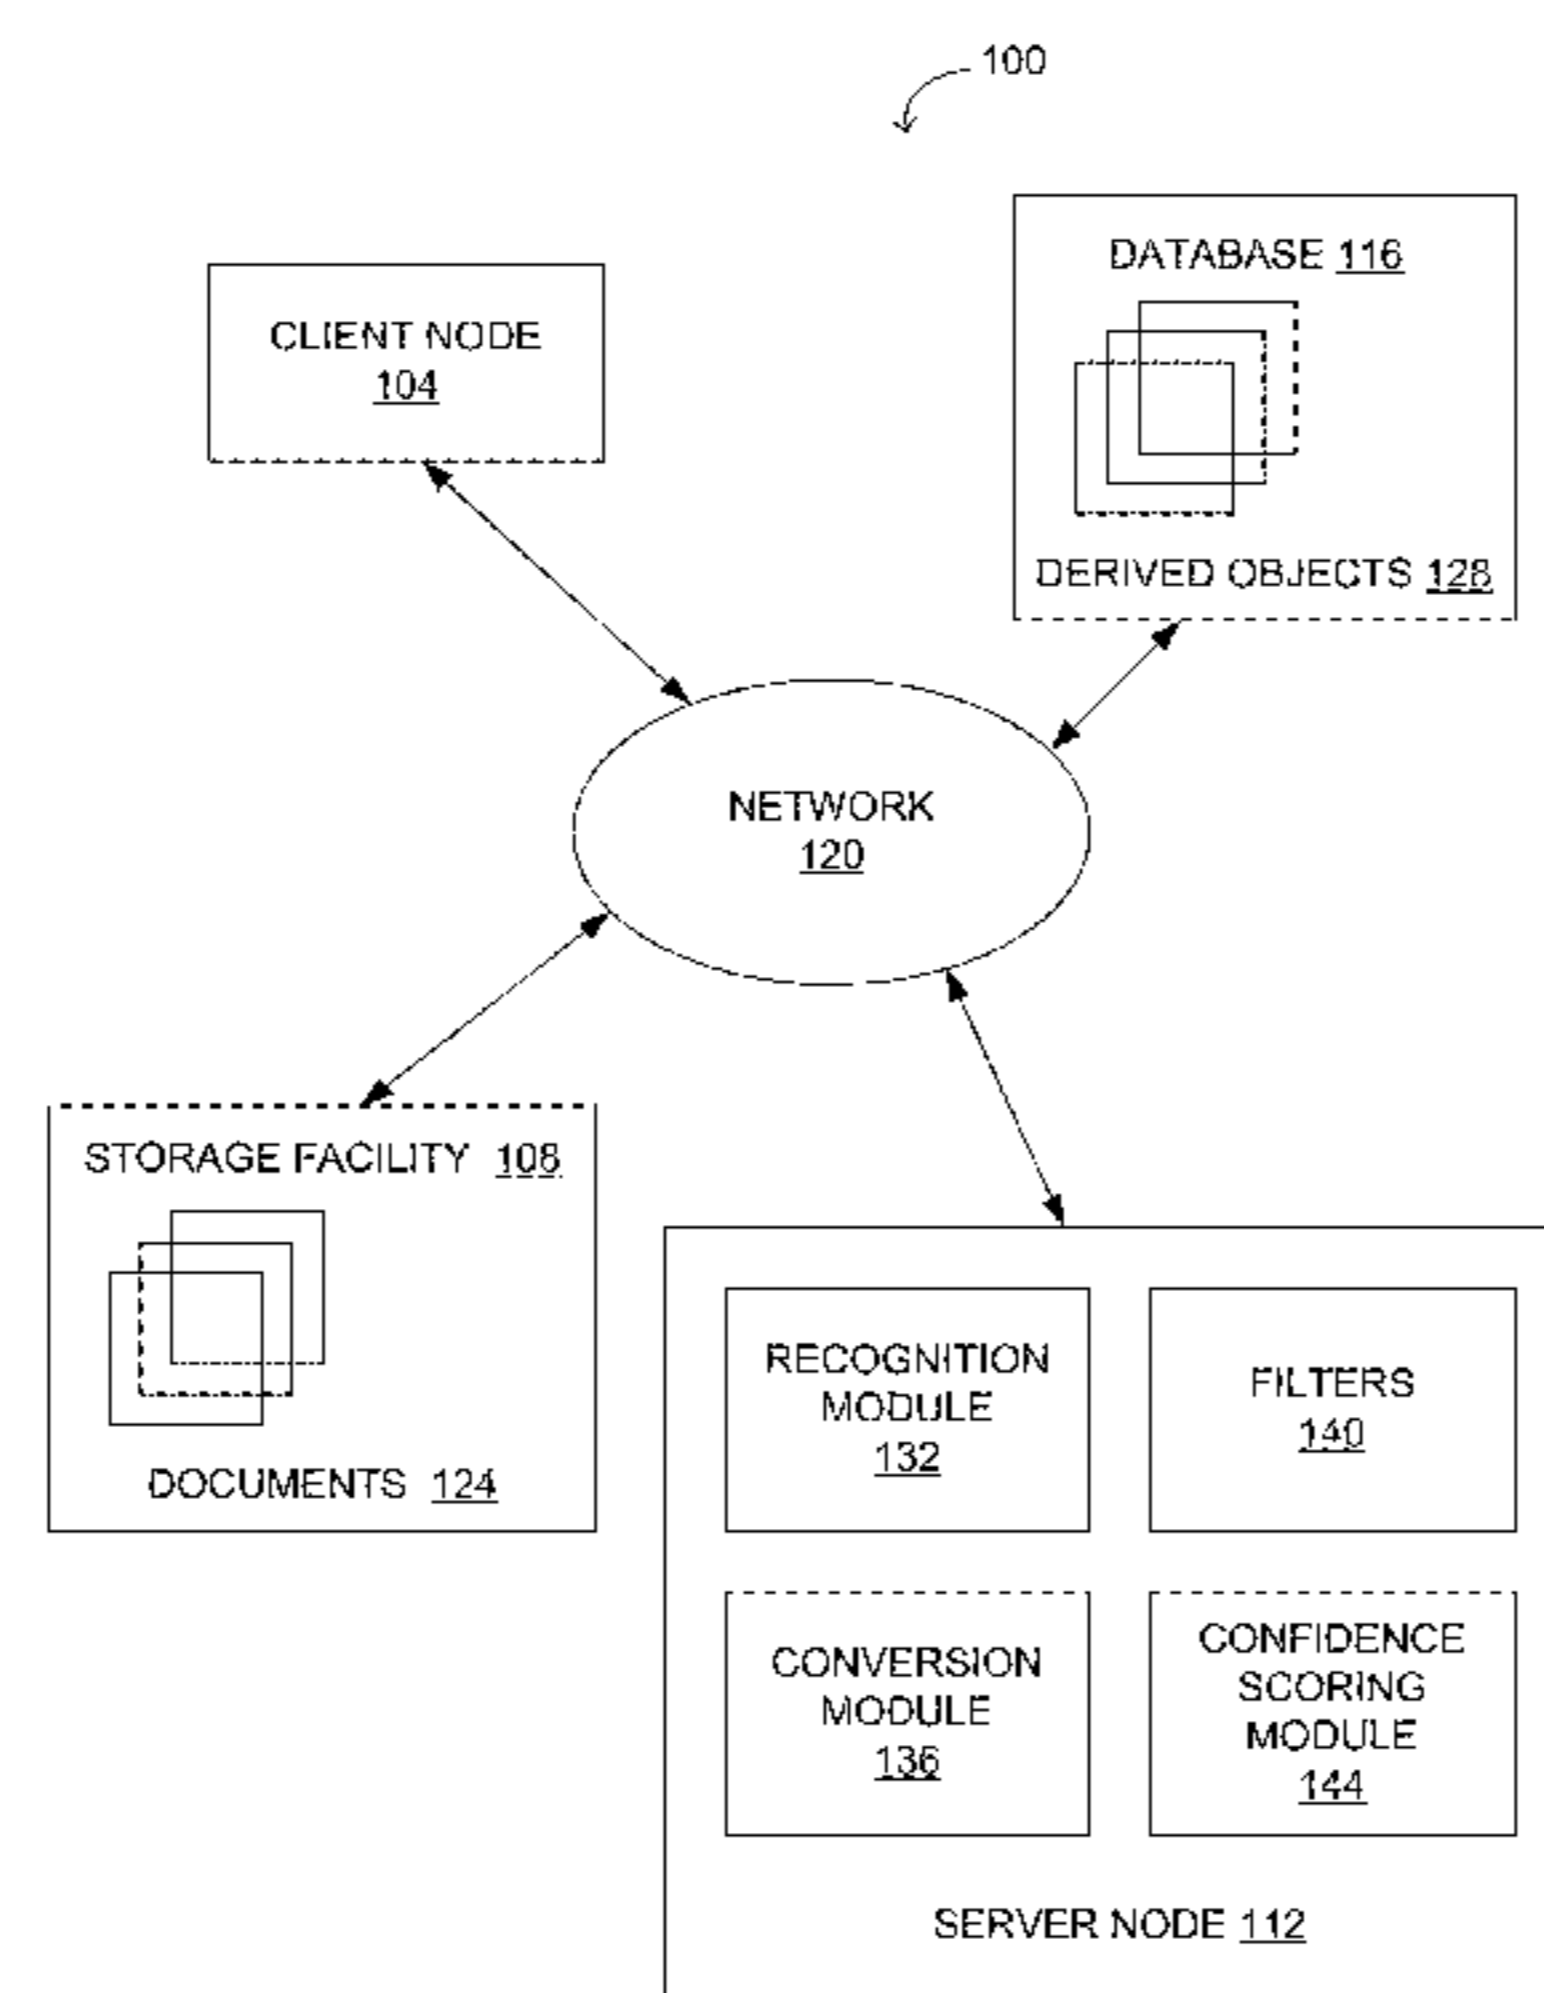 100
DATABASE 116
CLIENT NODE
104
DERIVED OBJECTS 128
NETWORK
120
STORAGE FACILITY 108
DOCUMENTS 124
RECOGNITION
MODULE
132
FILTERS
140
CONVERSION
MODULE
136
CONFIDENCE
SCORING
MODULE
144
SERVER NODE 112